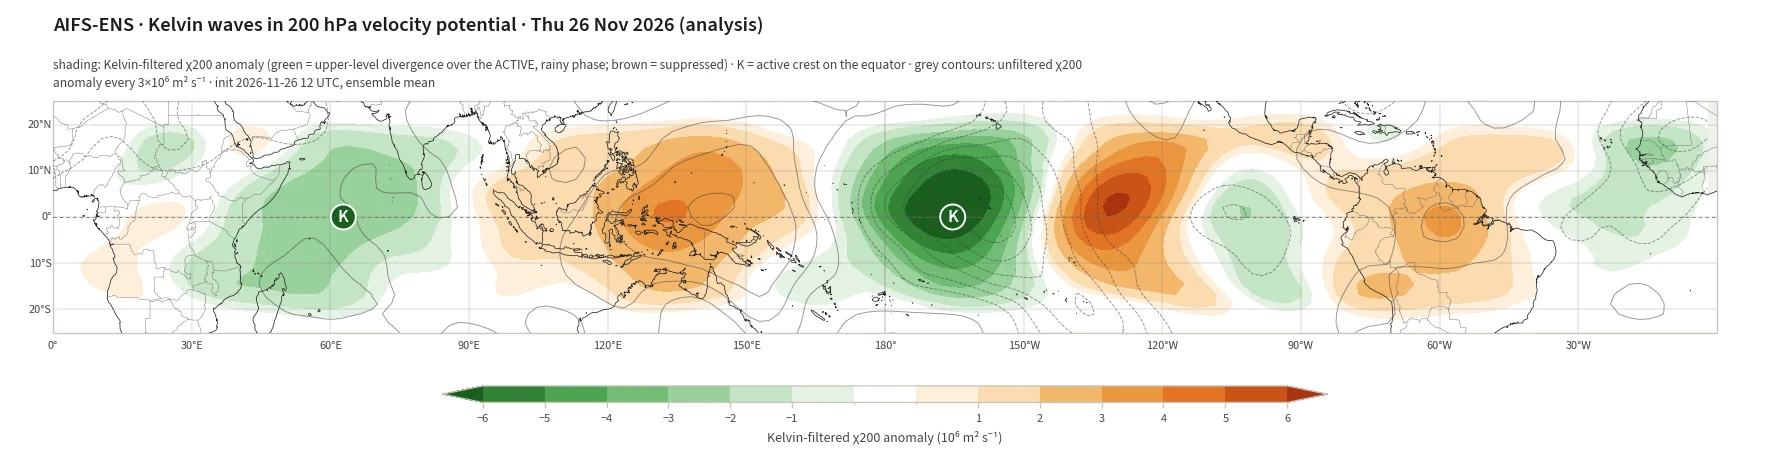 AIFS-ENS · Kelvin waves in 200 hPa velocity potential · Thu 26 Nov 2026 (analysis)
shading: Kelvin-filtered χ200 anomaly (green = upper-level divergence over the ACTIVE, rainy phase; brown = suppressed) · K = active crest on the equator · grey contours: unfiltered χ200
anomaly every 3×10⁶ m² s⁻¹ · init 2026-11-26 12 UTC, ensemble mean
20°N
10°N
0°
10°S
20°S
K
K
0°
30°E
60°E
90°E
120°E
150°E
180°
150°W
120°W
90°W
60°W
30°W
−6
−5
−4
−3
−2
−1
1
2
3
4
5
6
Kelvin-filtered χ200 anomaly (10⁶ m² s⁻¹)